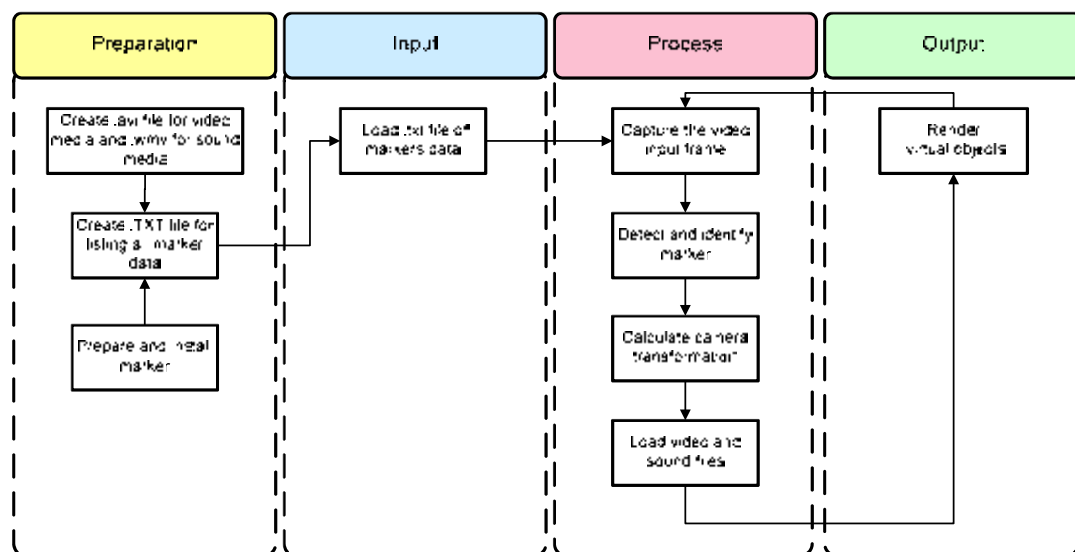 Preparation
Input
Process
Output
Create .avi file for video
media and .wmv for sound
media
Load .txt file of
markers data
Capture the video
input frame
Render
virtual objects
Create .TXT file for
listing all marker
data
Detect and identify
marker
Prepare and install
marker
Calculate camera
transformation
Load video and
sound files